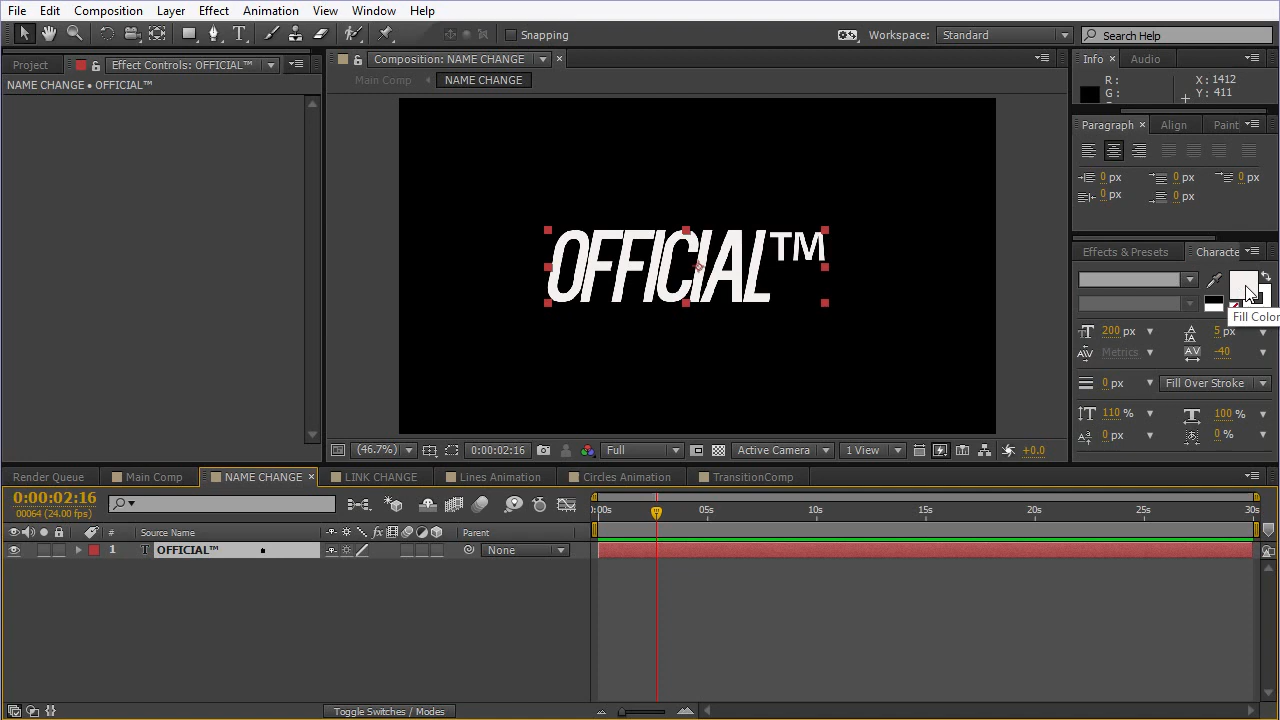 File Edit Composition Layer Effect Animation View Window Help
Snapping Workspace: Standard Search Help
Project Effect Controls: OFFICIAL™ Composition: NAME CHANGE × Info Audio
NAME CHANGE • OFFICIAL™
Main Comp NAME CHANGE
R: X: 1412
G: Y: 411
Paragraph × Align Paint
0 px 0 px 0 px
0 px 0 px
OFFICIAL™
Effects & Presets Characte
Fill Color
200 px 5 px
Metrics -40
0 px Fill Over Stroke
110 % 100 %
0 px 0 %
(46.7%) 0:00:02:16 Full Active Camera 1 View +0.0
Render Queue Main Comp NAME CHANGE × LINK CHANGE Lines Animation Circles Animation TransitionComp
0:00:02:16
00064 (24.00 fps)
):00s 05s 10s 15s 20s 25s 30s
# Source Name Parent
1 T OFFICIAL™ None
Toggle Switches / Modes